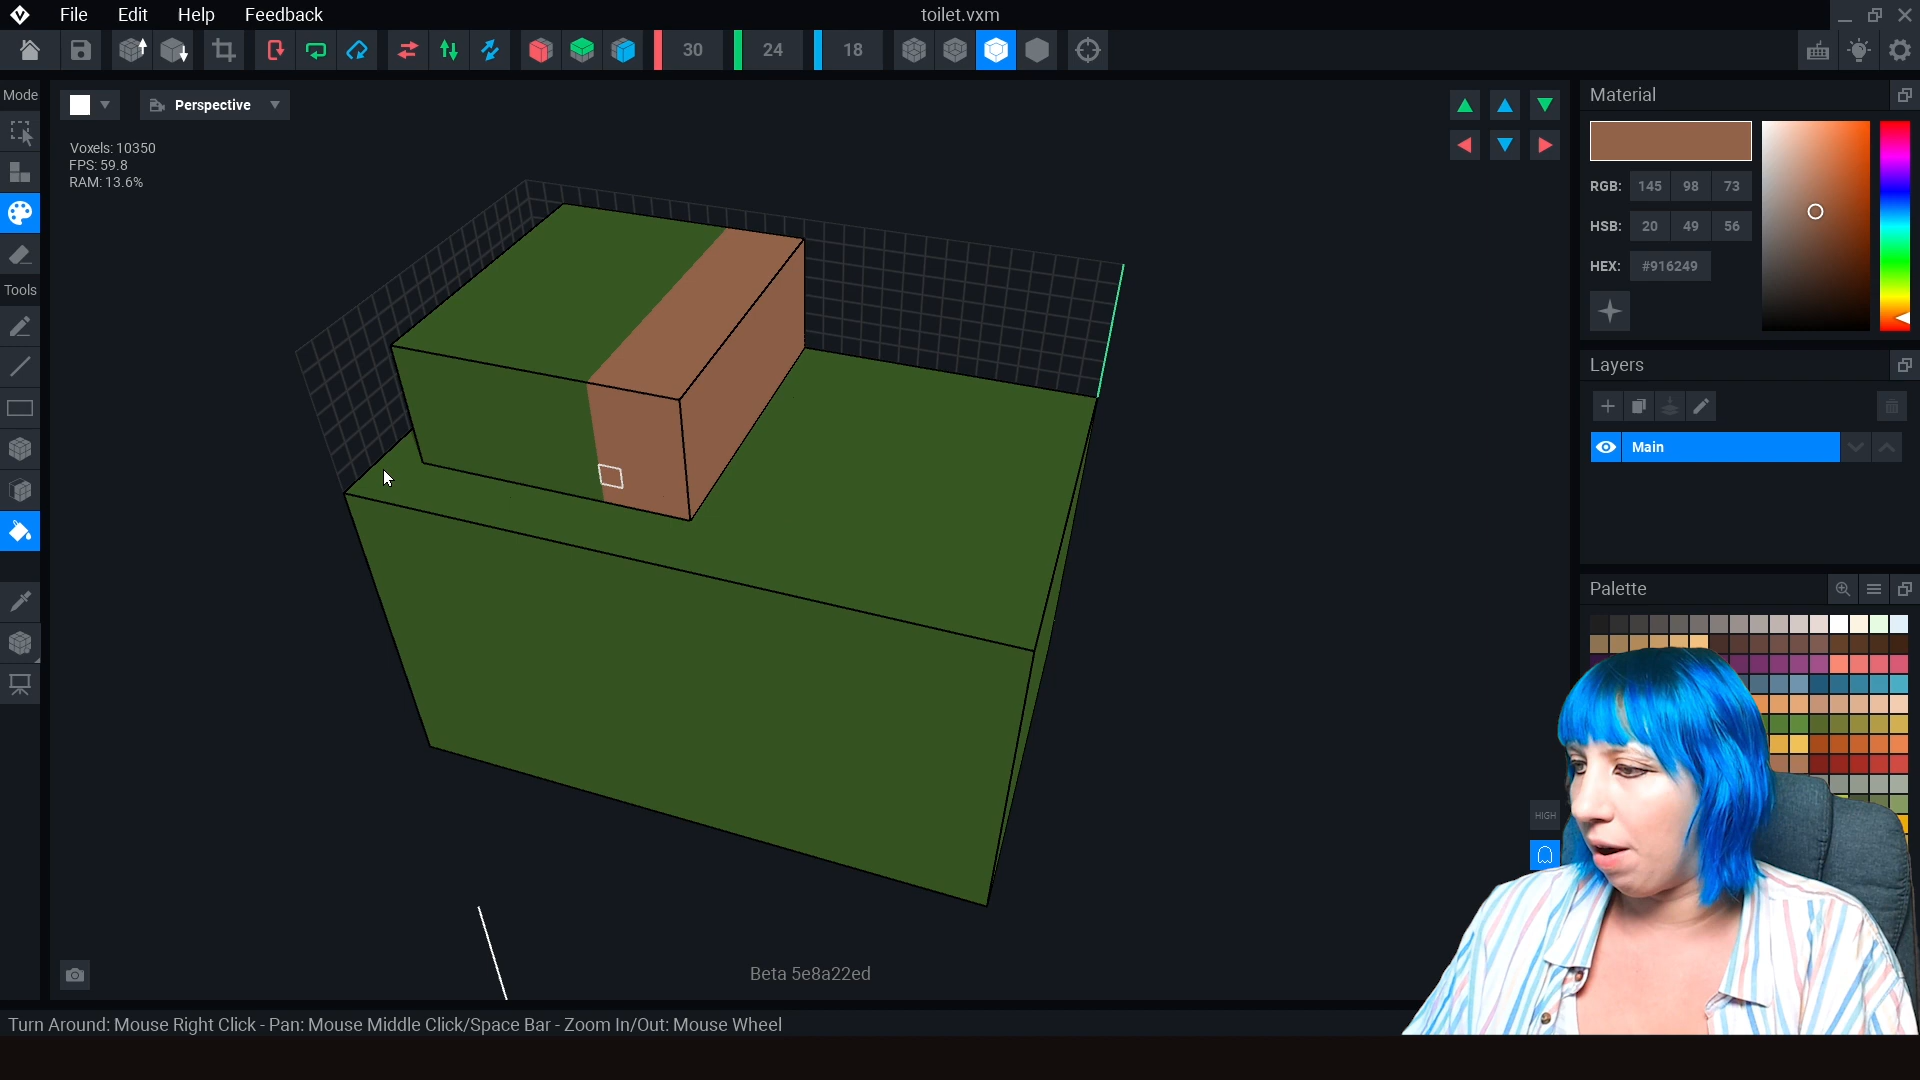 File Edit Help Feedback
toilet.vxm
30 24 18
Mode
Perspective
Voxels: 10350
FPS: 59.8
RAM: 13.6%
Tools
Material
RGB: 145 98 73
HSB: 20 49 56
HEX: #916249
Layers
Main
Palette
HIGH
Beta 5e8a22ed
Turn Around: Mouse Right Click - Pan: Mouse Middle Click/Space Bar - Zoom In/Out: Mouse Wheel